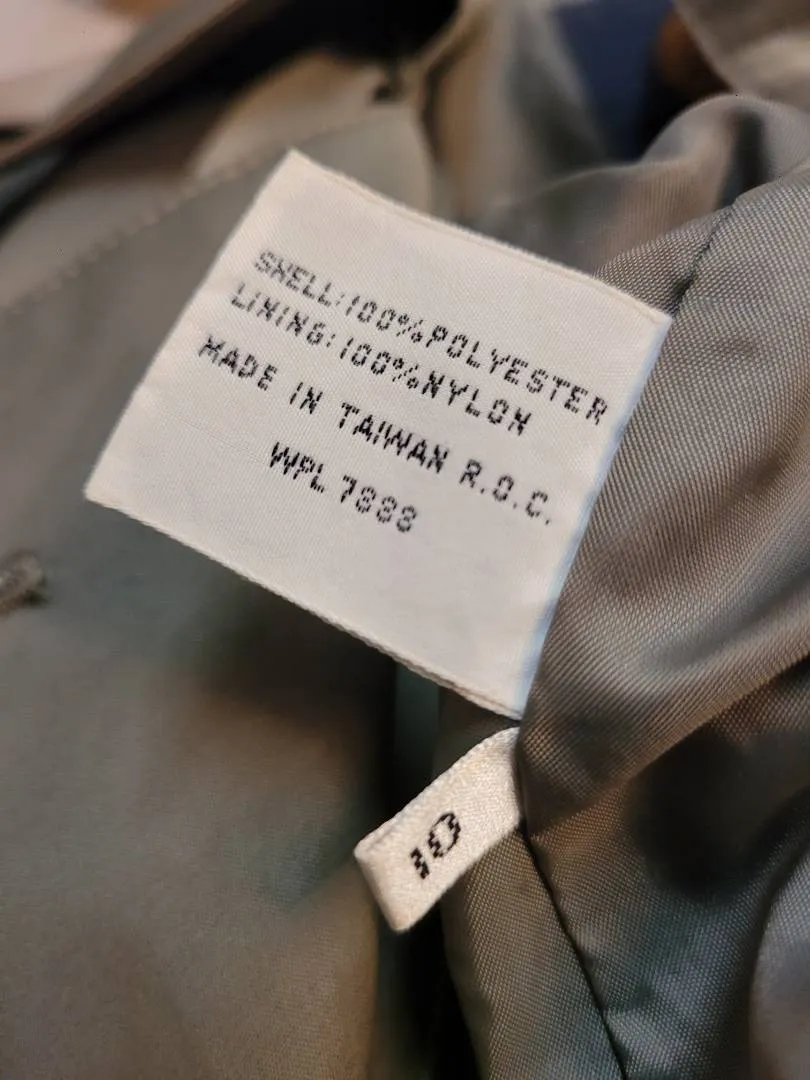 SHELL:100%POLYESTER
LINING:100%NYLON
MADE IN TAIWAN R.O.C.
WPL 7888
10